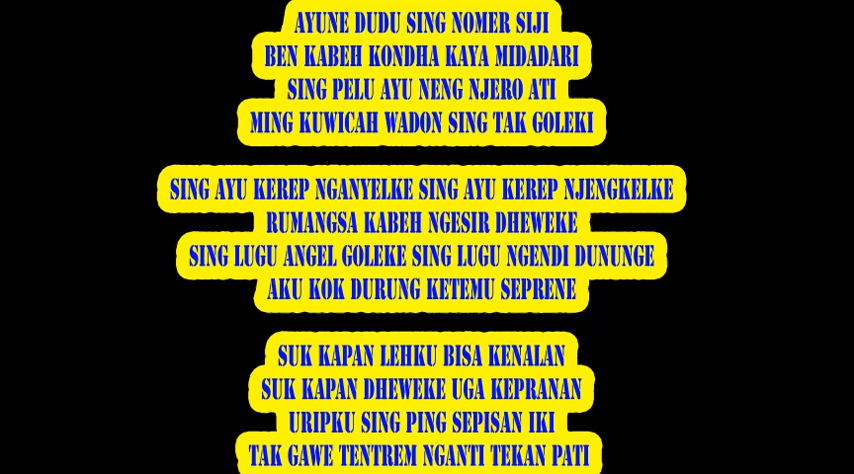 AYUNE DUDU SING NOMER SIJI
BEN KABEH KONDHA KAYA MIDADARI
SING PELU AYU NENG NJERO ATI
MING KUWICAH WADON SING TAK GOLEKI
SING AYU KEREP NGANYELKE SING AYU KEREP NJENGKELKE
RUMANGSA KABEH NGESIR DHEWEKE
SING LUGU ANGEL GOLEKE SING LUGU NGENDI DUNUNGE
AKU KOK DURUNG KETEMU SEPRENE
SUK KAPAN LEHKU BISA KENALAN
SUK KAPAN DHEWEKE UGA KEPRANAN
URIPKU SING PING SEPISAN IKI
TAK GAWE TENTREM NGANTI TEKAN PATI